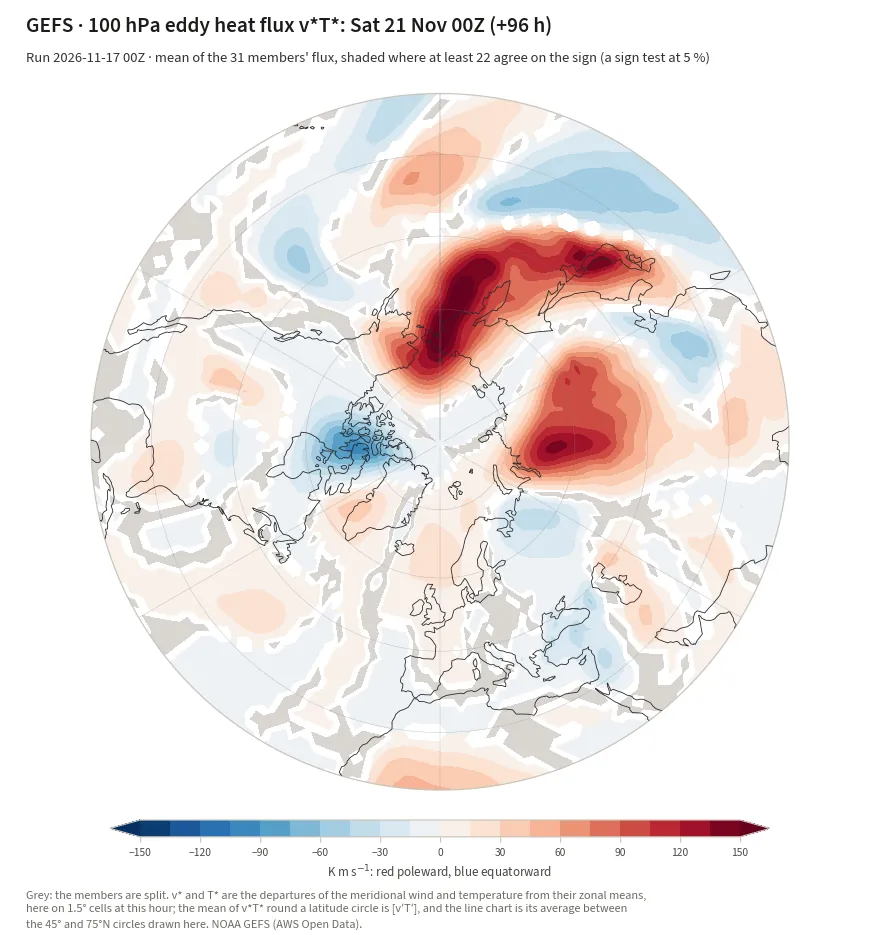 GEFS · 100 hPa eddy heat flux v*T*: Sat 21 Nov 00Z (+96 h)
Run 2026-11-17 00Z · mean of the 31 members' flux, shaded where at least 22 agree on the sign (a sign test at 5 %)
−150 −120 −90 −60 −30 0 30 60 90 120 150
K m s⁻¹: red poleward, blue equatorward
Grey: the members are split. v* and T* are the departures of the meridional wind and temperature from their zonal means,
here on 1.5° cells at this hour; the mean of v*T* round a latitude circle is [v′T′], and the line chart is its average between
the 45° and 75°N circles drawn here. NOAA GEFS (AWS Open Data).